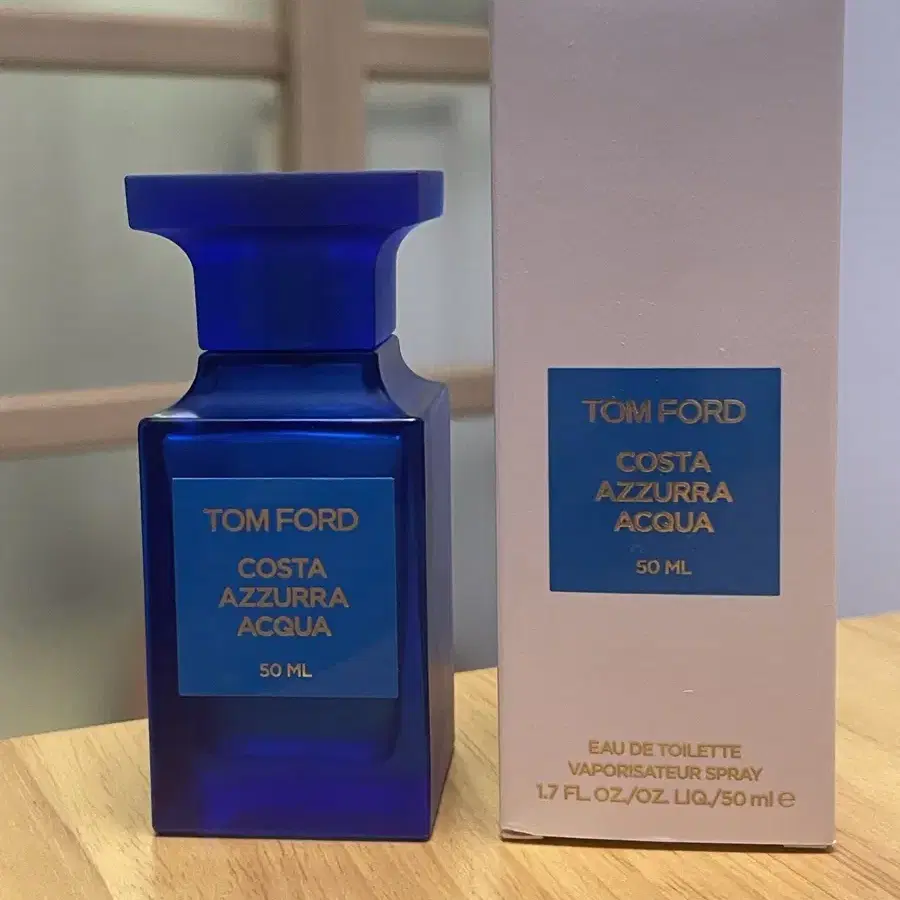 TOM FORD
COSTA
AZZURRA
ACQUA
50 ML
TOM FORD
COSTA
AZZURRA
ACQUA
50 ML
EAU DE TOILETTE
VAPORISATEUR SPRAY
1.7 FL. OZ./OZ. LIQ./50 ml ℮